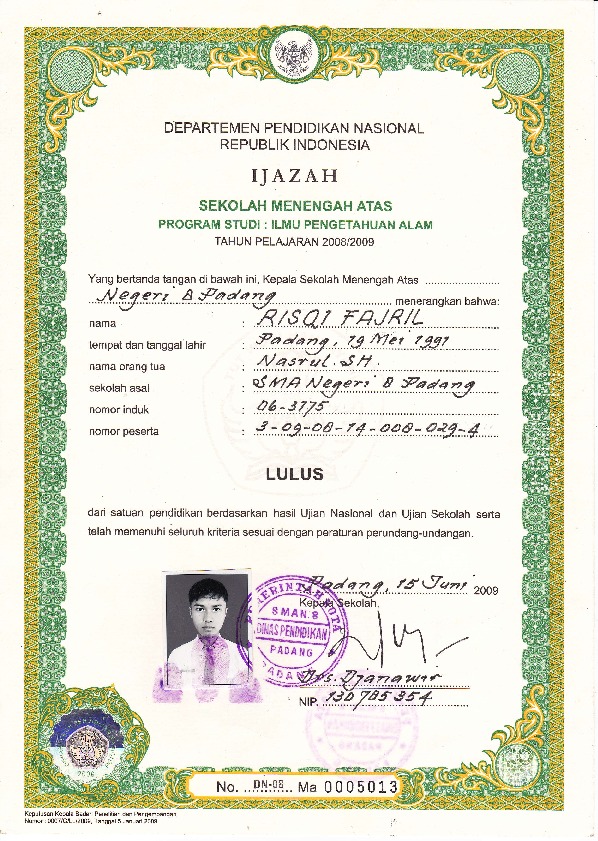 DEPARTEMEN PENDIDIKAN NASIONAL
REPUBLIK INDONESIA
IJAZAH
SEKOLAH MENENGAH ATAS
PROGRAM STUDI : ILMU PENGETAHUAN ALAM
TAHUN PELAJARAN 2008/2009
Yang bertanda tangan di bawah ini, Kepala Sekolah Menengah Atas
Negeri 8 Padang menerangkan bahwa:
nama : RISQI FAJRIL
tempat dan tanggal lahir : Padang, 19 Mei 1991
nama orang tua : Nasrul. SH.
sekolah asal : SMA Negeri 8 Padang
nomor induk : 06-3775
nomor peserta : 3-09-08-14-008-029-4
LULUS
dari satuan pendidikan berdasarkan hasil Ujian Nasional dan Ujian Sekolah serta
telah memenuhi seluruh kriteria sesuai dengan peraturan perundang-undangan.
Padang, 15 Juni 2009
Kepala Sekolah,
PEMERINTAH KOTA
SMAN. 8
DINAS PENDIDIKAN
PADANG
PADANG
Drs. Djanawir
NIP. 130 785 354
No. DN-08 Ma 0005013
Keputusan Kepala Badan Penelitian dan Pengembangan
Nomor : /2009, Tanggal 5 Januari 2009